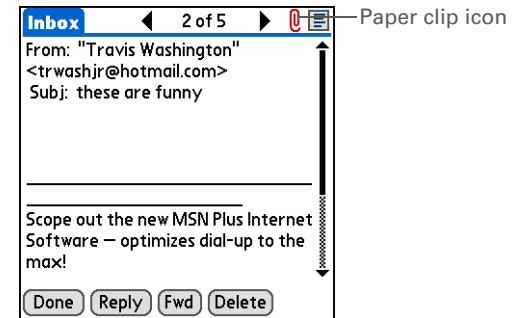 Inbox 2 of 5 Paper clip icon
From: "Travis Washington"
<trwashjr@hotmail.com>
Subj: these are funny
Scope out the new MSN Plus Internet
Software — optimizes dial-up to the
max!
Done Reply Fwd Delete